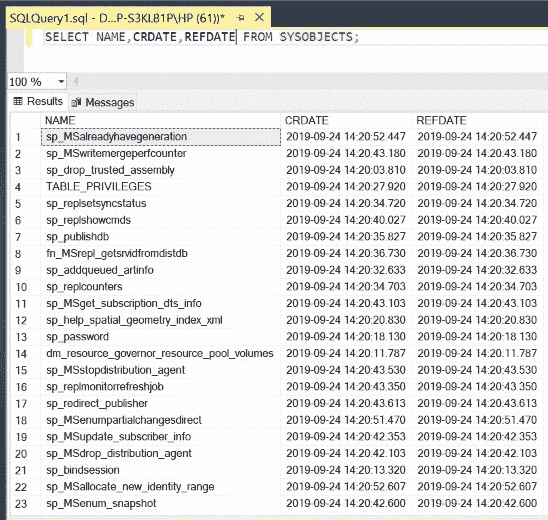 SQLQuery1.sql - D...P-S3KL81P\HP (61))*
SELECT NAME,CRDATE,REFDATE FROM SYSOBJECTS;
100 %
Results Messages
NAME CRDATE REFDATE
1 sp_MSalreadyhavegeneration 2019-09-24 14:20:52.447 2019-09-24 14:20:52.447
2 sp_MSwritemergeperfcounter 2019-09-24 14:20:43.180 2019-09-24 14:20:43.180
3 sp_drop_trusted_assembly 2019-09-24 14:20:03.810 2019-09-24 14:20:03.810
4 TABLE_PRIVILEGES 2019-09-24 14:20:27.920 2019-09-24 14:20:27.920
5 sp_replsetsyncstatus 2019-09-24 14:20:34.720 2019-09-24 14:20:34.720
6 sp_replshowcmds 2019-09-24 14:20:40.027 2019-09-24 14:20:40.027
7 sp_publishdb 2019-09-24 14:20:35.827 2019-09-24 14:20:35.827
8 fn_MSrepl_getsrvidfromdistdb 2019-09-24 14:20:36.730 2019-09-24 14:20:36.730
9 sp_addqueued_artinfo 2019-09-24 14:20:32.633 2019-09-24 14:20:32.633
10 sp_replcounters 2019-09-24 14:20:34.703 2019-09-24 14:20:34.703
11 sp_MSget_subscription_dts_info 2019-09-24 14:20:43.103 2019-09-24 14:20:43.103
12 sp_help_spatial_geometry_index_xml 2019-09-24 14:20:20.830 2019-09-24 14:20:20.830
13 sp_password 2019-09-24 14:20:18.130 2019-09-24 14:20:18.130
14 dm_resource_governor_resource_pool_volumes 2019-09-24 14:20:11.787 2019-09-24 14:20:11.787
15 sp_MSstopdistribution_agent 2019-09-24 14:20:43.530 2019-09-24 14:20:43.530
16 sp_replmonitorrefreshjob 2019-09-24 14:20:43.350 2019-09-24 14:20:43.350
17 sp_redirect_publisher 2019-09-24 14:20:43.613 2019-09-24 14:20:43.613
18 sp_MSenumpartialchangesdirect 2019-09-24 14:20:51.470 2019-09-24 14:20:51.470
19 sp_MSupdate_subscriber_info 2019-09-24 14:20:42.353 2019-09-24 14:20:42.353
20 sp_MSdrop_distribution_agent 2019-09-24 14:20:42.103 2019-09-24 14:20:42.103
21 sp_bindsession 2019-09-24 14:20:13.320 2019-09-24 14:20:13.320
22 sp_MSallocate_new_identity_range 2019-09-24 14:20:52.607 2019-09-24 14:20:52.607
23 sp_MSenum_snapshot 2019-09-24 14:20:42.600 2019-09-24 14:20:42.600